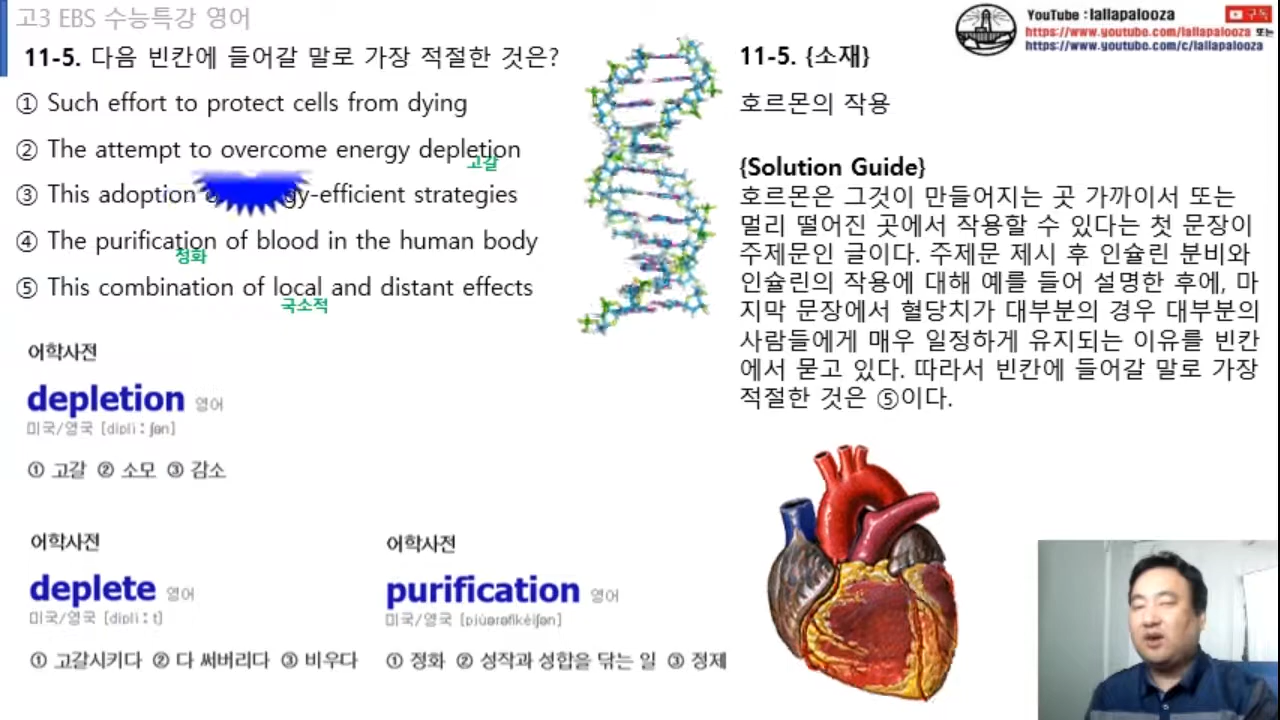 고3 EBS 수능특강 영어
11-5. 다음 빈칸에 들어갈 말로 가장 적절한 것은?
① Such effort to protect cells from dying
② The attempt to overcome energy depletion
고갈
③ This adoption gy-efficient strategies
④ The purification of blood in the human body
정화
⑤ This combination of local and distant effects
국소적
어학사전
depletion 영어
미국/영국 [diplíːʃən]
① 고갈 ② 소모 ③ 감소
어학사전
deplete 영어
미국/영국 [diplíːt]
① 고갈시키다 ② 다 써버리다 ③ 비우다
어학사전
purification 영어
미국/영국
① 정화 ② 성작과 성합을 닦는 일 ③ 정제
YouTube : lallapalooza
구독
https://www.youtube.com/lallapalooza 또는
https://www.youtube.com/c/lallapalooza
11-5. {소재}
호르몬의 작용
{Solution Guide}
호르몬은 그것이 만들어지는 곳 가까이서 또는
멀리 떨어진 곳에서 작용할 수 있다는 첫 문장이
주제문인 글이다. 주제문 제시 후 인슐린 분비와
인슐린의 작용에 대해 예를 들어 설명한 후에, 마
지막 문장에서 혈당치가 대부분의 경우 대부분의
사람들에게 매우 일정하게 유지되는 이유를 빈칸
에서 묻고 있다. 따라서 빈칸에 들어갈 말로 가장
적절한 것은 ⑤이다.